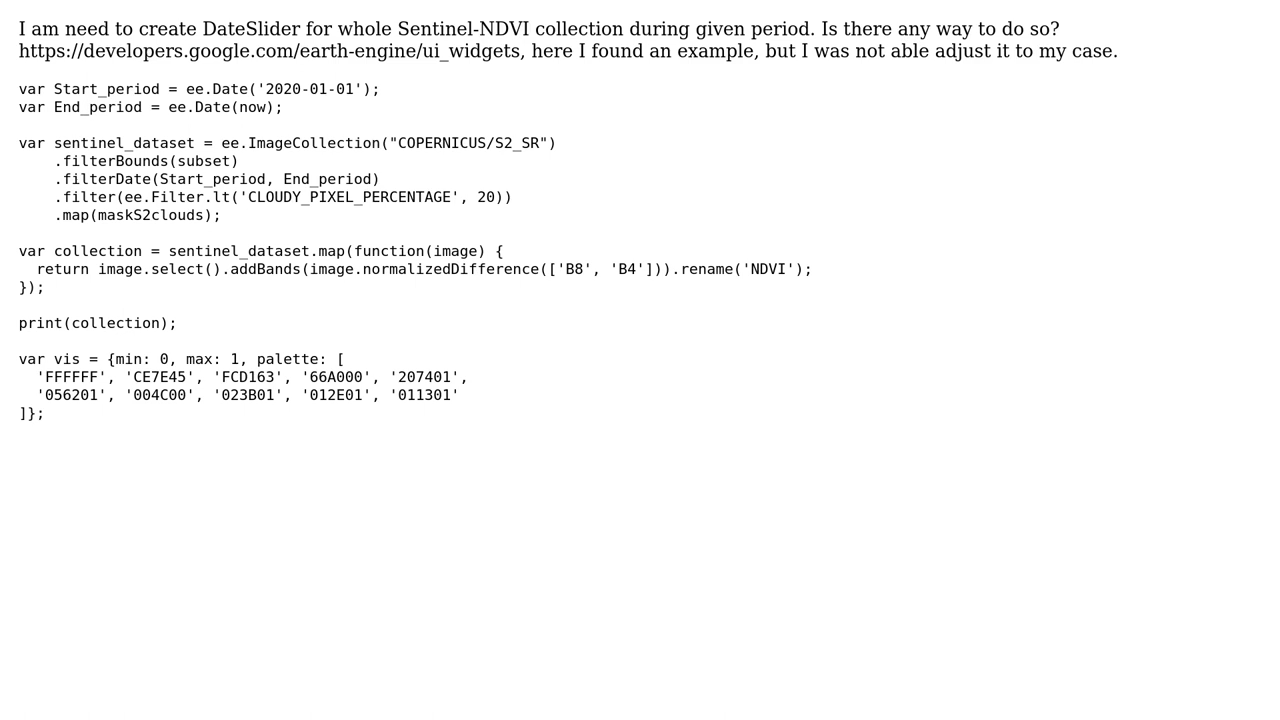 I am need to create DateSlider for whole Sentinel-NDVI collection during given period. Is there any way to do so?
https://developers.google.com/earth-engine/ui_widgets, here I found an example, but I was not able adjust it to my case.
var Start_period = ee.Date('2020-01-01');
var End_period = ee.Date(now);
var sentinel_dataset = ee.ImageCollection("COPERNICUS/S2_SR")
    .filterBounds(subset)
    .filterDate(Start_period, End_period)
    .filter(ee.Filter.lt('CLOUDY_PIXEL_PERCENTAGE', 20))
    .map(maskS2clouds);
var collection = sentinel_dataset.map(function(image) {
  return image.select().addBands(image.normalizedDifference(['B8', 'B4'])).rename('NDVI');
});
print(collection);
var vis = {min: 0, max: 1, palette: [
  'FFFFFF', 'CE7E45', 'FCD163', '66A000', '207401',
  '056201', '004C00', '023B01', '012E01', '011301'
]};